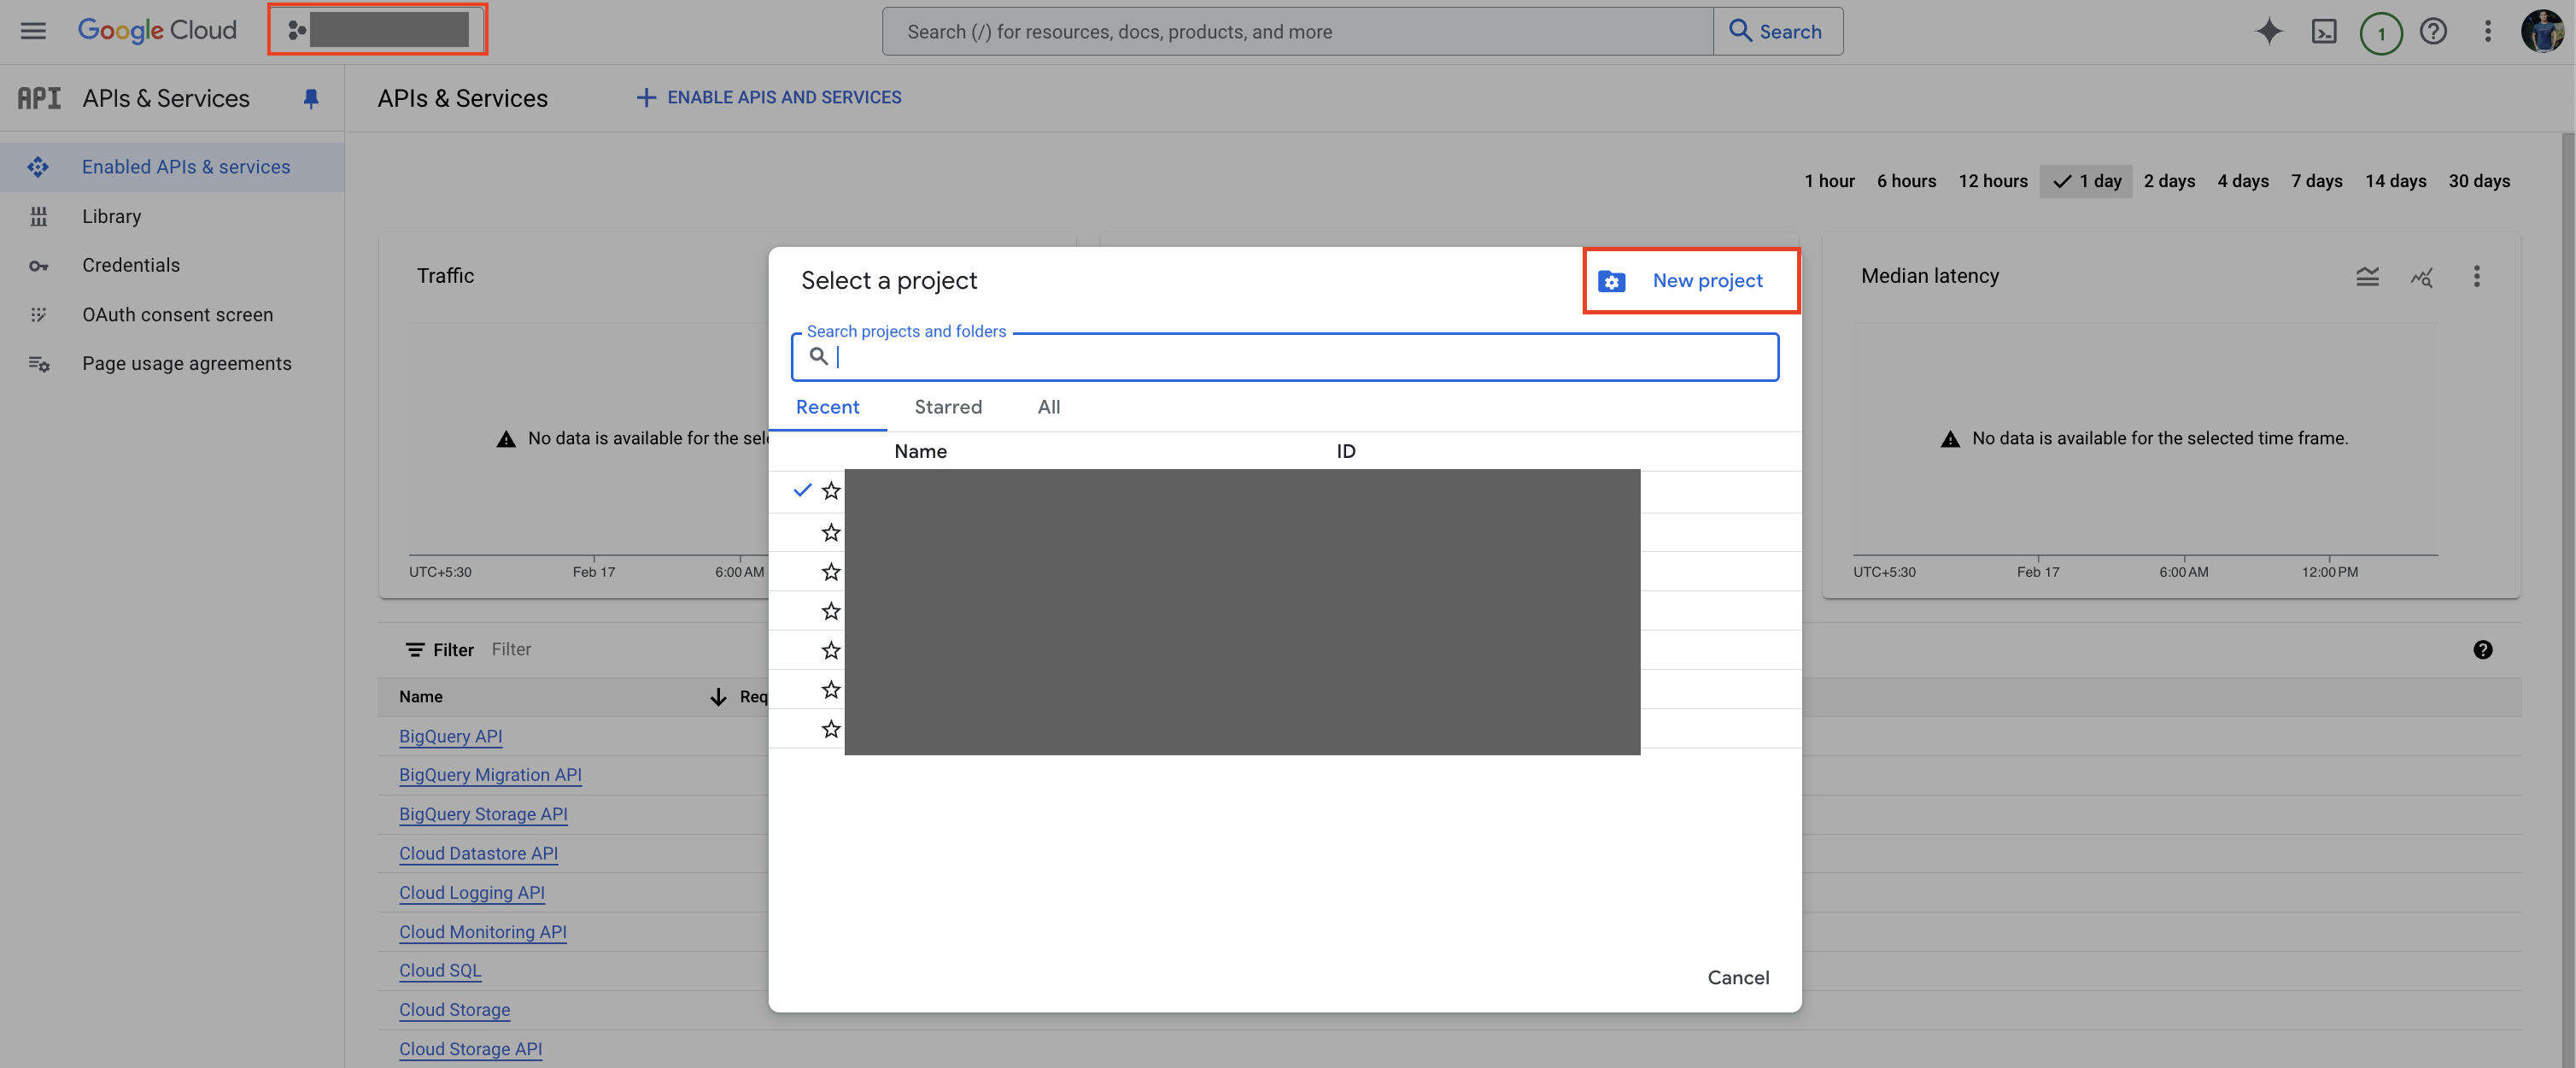 Google Cloud
Search (/) for resources, docs, products, and more
Search
1
API
APIs & Services
APIs & Services
ENABLE APIS AND SERVICES
Enabled APIs & services
Library
Credentials
OAuth consent screen
Page usage agreements
1 hour
6 hours
12 hours
1 day
2 days
4 days
7 days
14 days
30 days
Traffic
No data is available for the sel
UTC+5:30
Feb 17
6:00 AM
Select a project
New project
Search projects and folders
Recent
Starred
All
Name
ID
Cancel
Median latency
No data is available for the selected time frame.
UTC+5:30
Feb 17
6:00 AM
12:00 PM
Filter
Filter
Name
Req
BigQuery API
BigQuery Migration API
BigQuery Storage API
Cloud Datastore API
Cloud Logging API
Cloud Monitoring API
Cloud SQL
Cloud Storage
Cloud Storage API